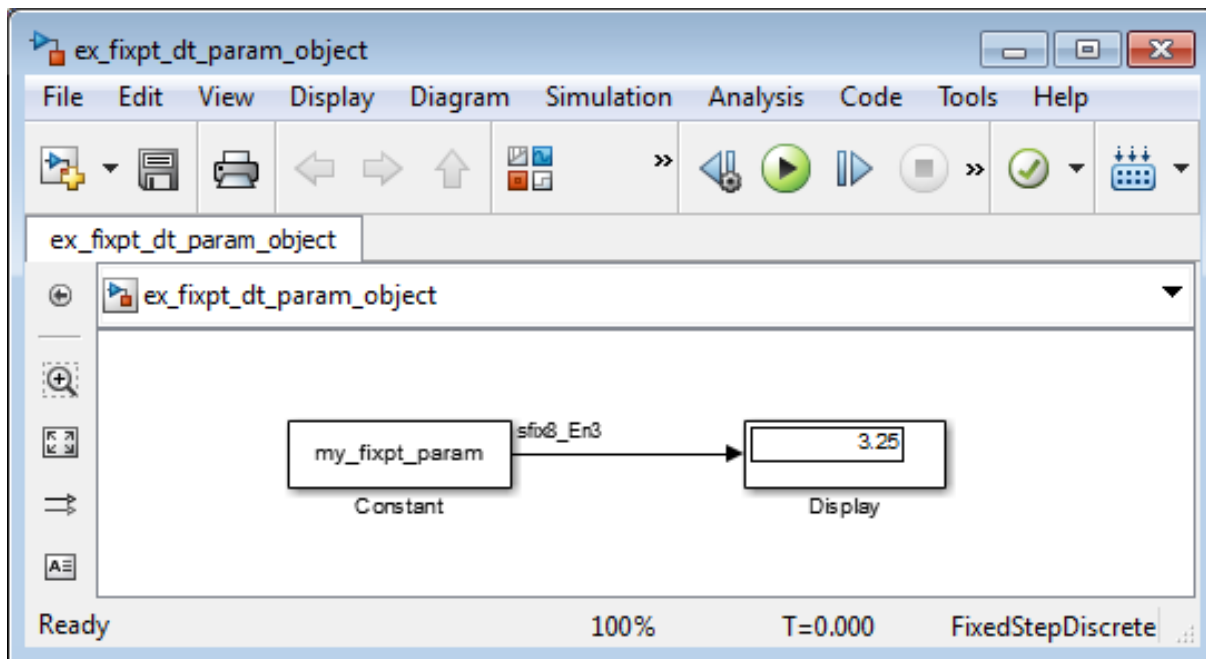 ex_fixpt_dt_param_object
File Edit View Display Diagram Simulation Analysis Code Tools Help
ex_fixpt_dt_param_object
ex_fixpt_dt_param_object
sfix8_En3
my_fixpt_param
3.25
Constant
Display
Ready 100% T=0.000 FixedStepDiscrete